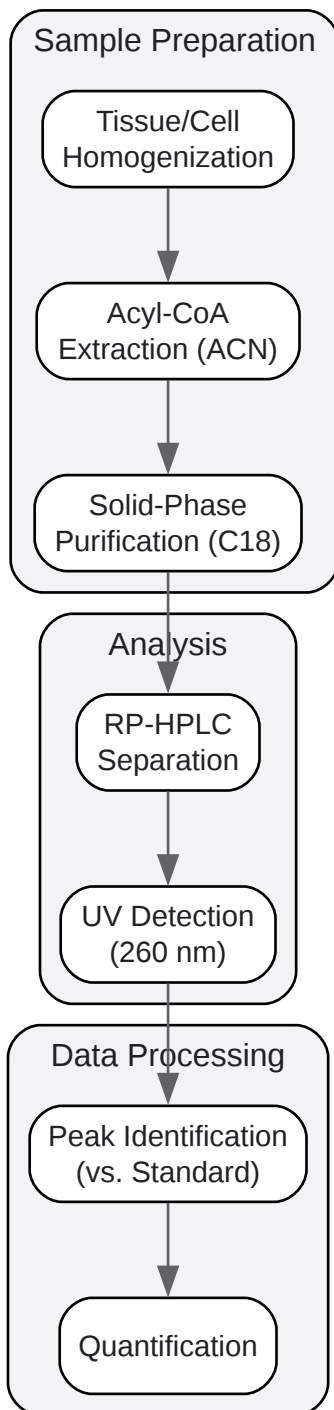 Sample Preparation
Tissue/Cell
Homogenization
Acyl-CoA
Extraction (ACN)
Solid-Phase
Purification (C18)
Analysis
RP-HPLC
Separation
UV Detection
(260 nm)
Data Processing
Peak Identification
(vs. Standard)
Quantification